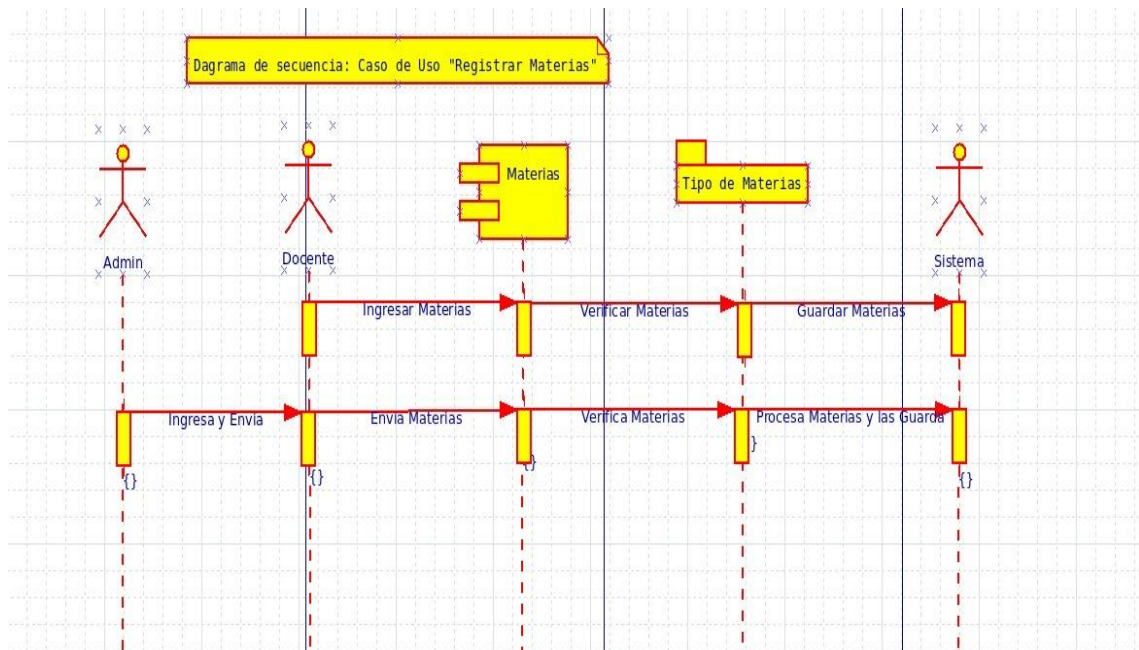 Dagrama de secuencia: Caso de Uso "Registrar Materias"
Admin
Docente
Materias
Tipo de Materias
Sistema
Ingresar Materias
Verificar Materias
Guardar Materias
Ingresa y Envia
Envia Materias
Verifica Materias
Procesa Materias y las Guarda
{}
{}
{}
}
{}